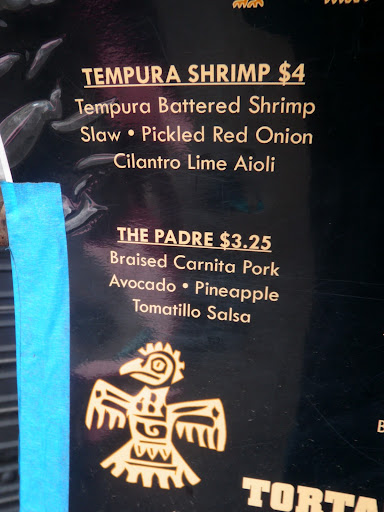 TEMPURA SHRIMP $4
Tempura Battered Shrimp
Slaw • Pickled Red Onion
Cilantro Lime Aioli
THE PADRE $3.25
Braised Carnita Pork
Avocado • Pineapple
Tomatillo Salsa